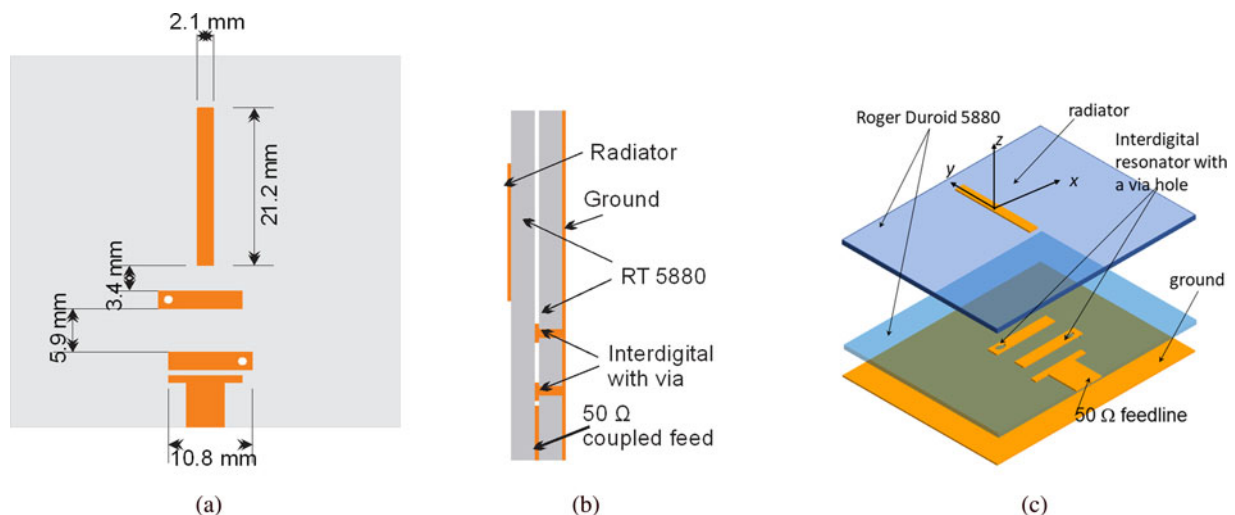 2.1 mm
21.2 mm
3.4 mm
5.9 mm
10.8 mm
(a)
Radiator
Ground
RT 5880
Interdigital
with via
50 Ω
coupled feed
(b)
Roger Duroid 5880
radiator
Interdigital
resonator with
a via hole
z
y
x
ground
50 Ω feedline
(c)